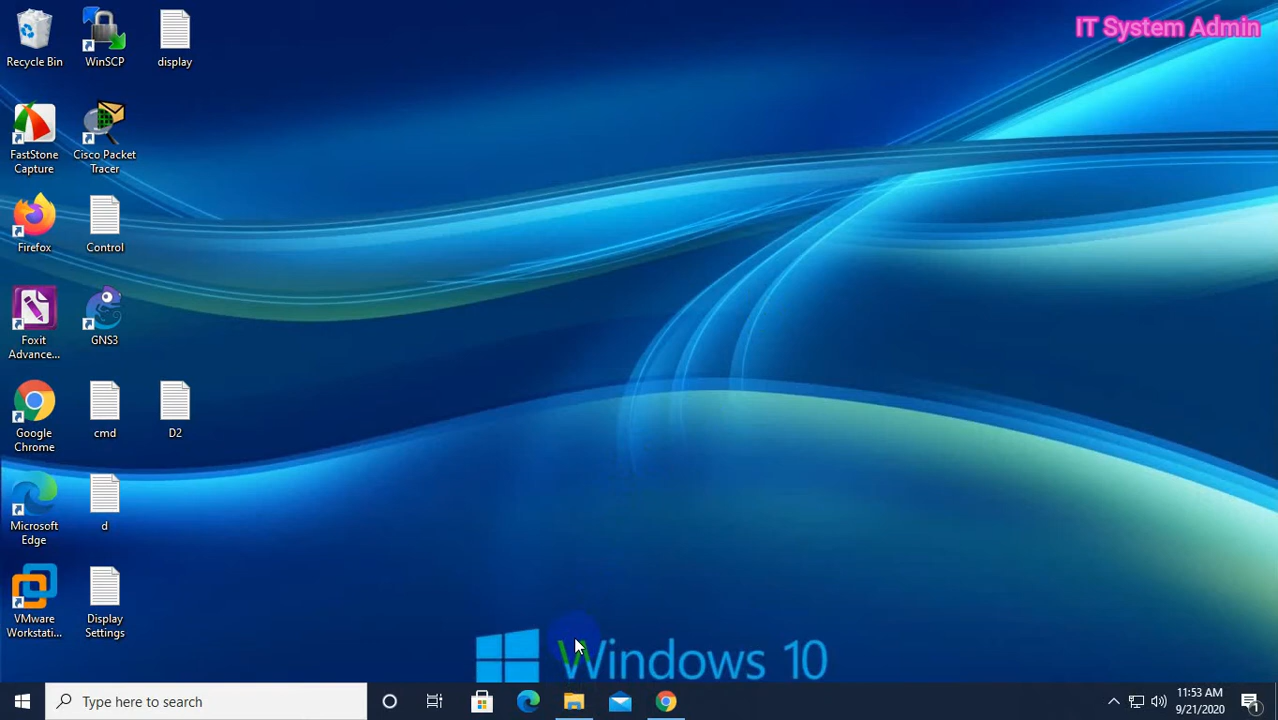 IT System Admin
Recycle Bin
WinSCP
display
FastStone
Capture
Cisco Packet
Tracer
Firefox
Control
Foxit
Advance...
GNS3
Google
Chrome
cmd
D2
Microsoft
Edge
d
VMware
Workstati...
Display
Settings
Windows 10
Type here to search
11:53 AM
9/21/2020
1